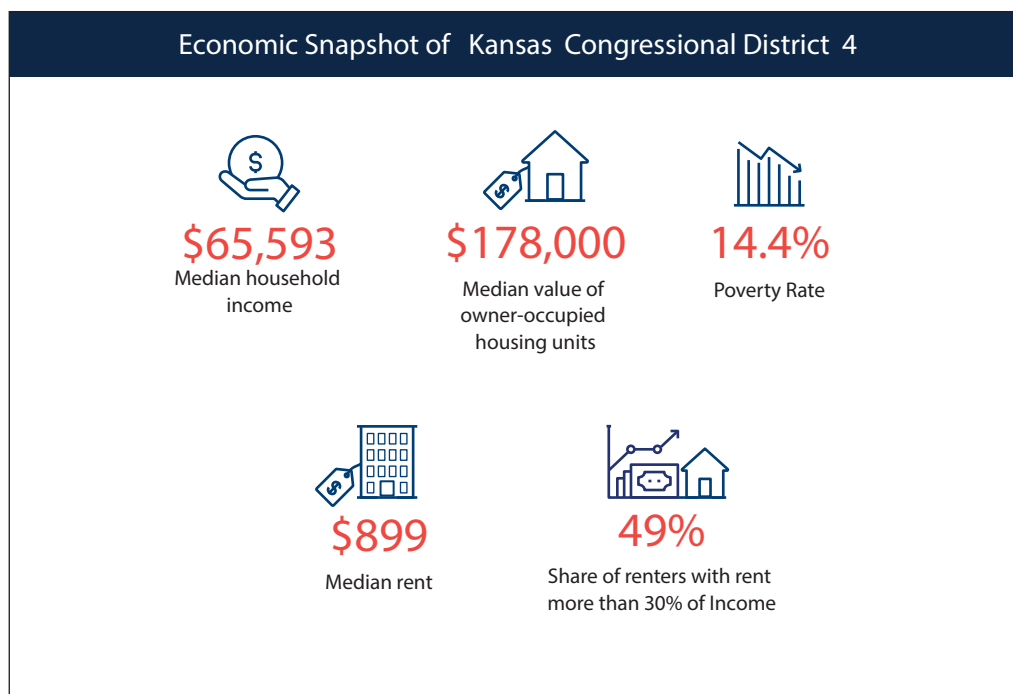 Economic Snapshot of Kansas Congressional District 4
$
$65,593
Median household
income
$
$178,000
Median value of
owner-occupied
housing units
14.4%
Poverty Rate
$
$899
Median rent
49%
Share of renters with rent
more than 30% of Income